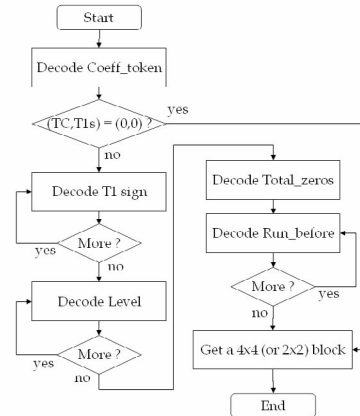 Start
Decode Coeff_token
(TC,T1s) = (0,0) ?
yes
no
Decode T1 sign
More ?
yes
no
Decode Level
More ?
yes
no
Decode Total_zeros
Decode Run_before
More ?
yes
no
Get a 4x4 (or 2x2) block
End